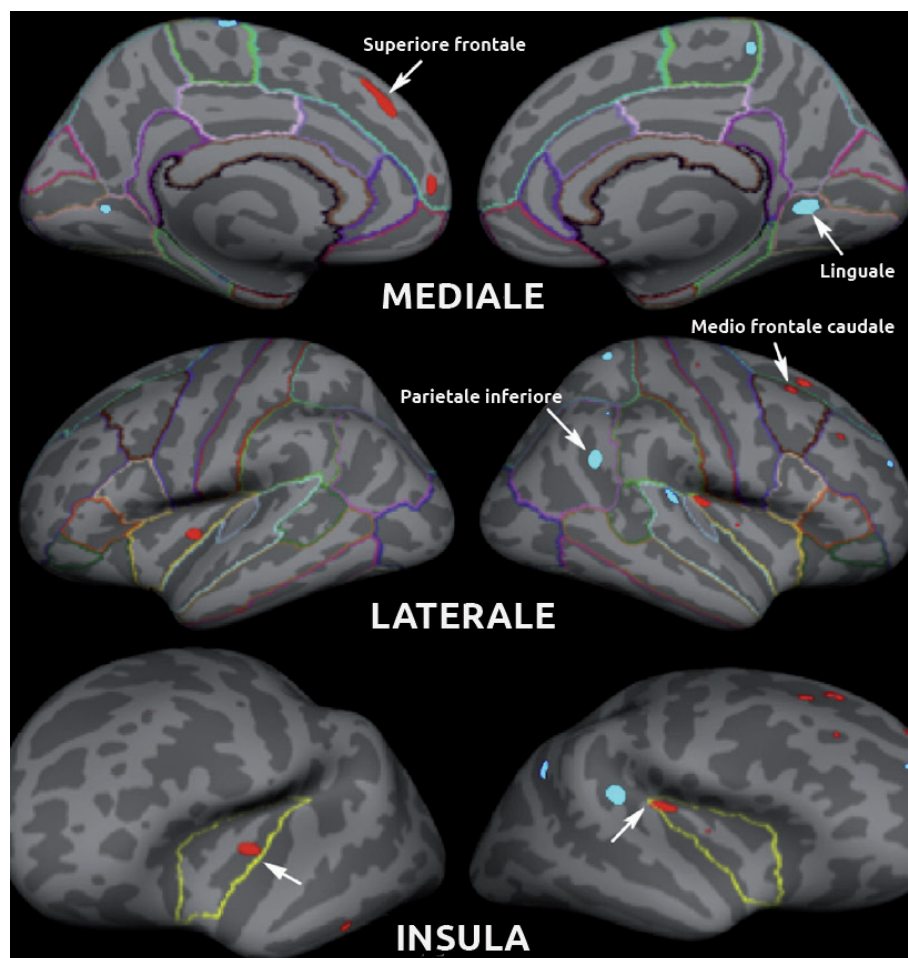 Superiore frontale
Linguale
MEDIALE
Medio frontale caudale
Parietale inferiore
LATERALE
INSULA